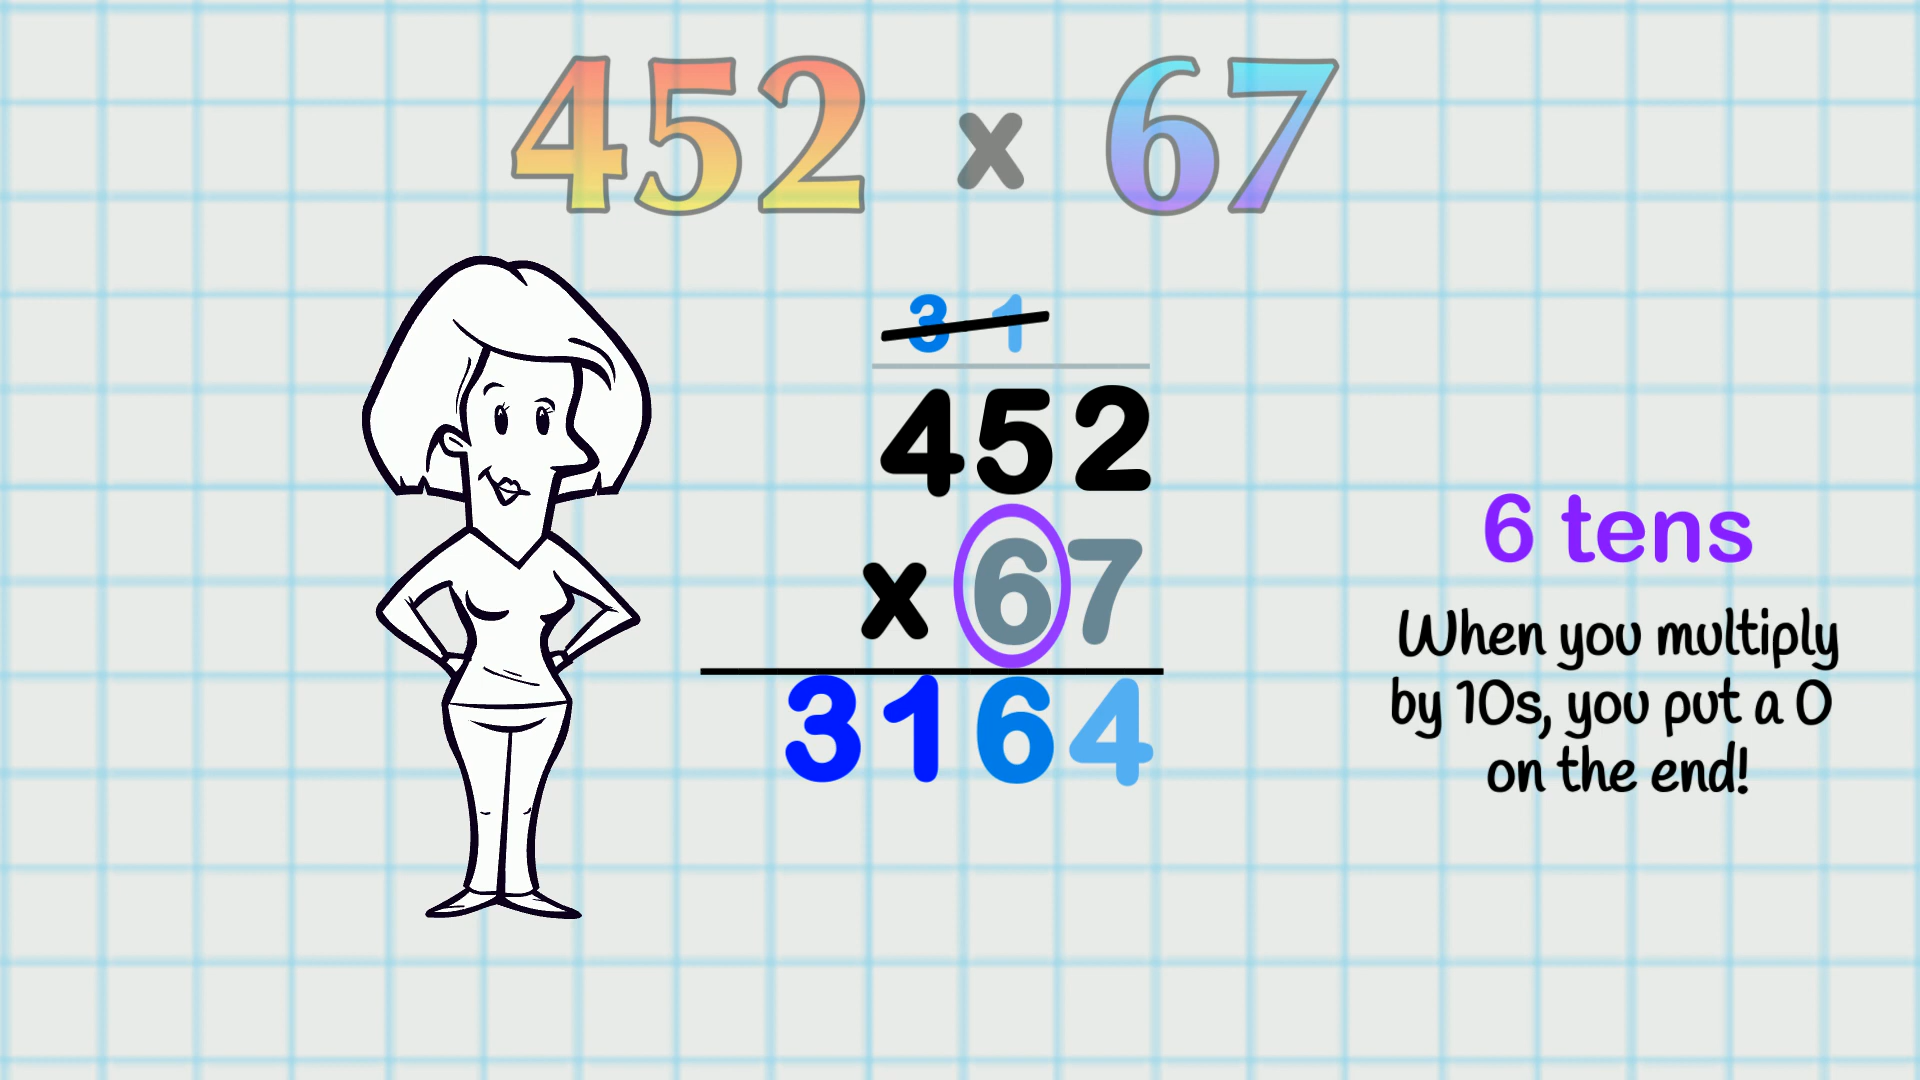 452 x 67
3 1
452
x 67
3164
6 tens
When you multiply
by 10s, you put a 0
on the end!